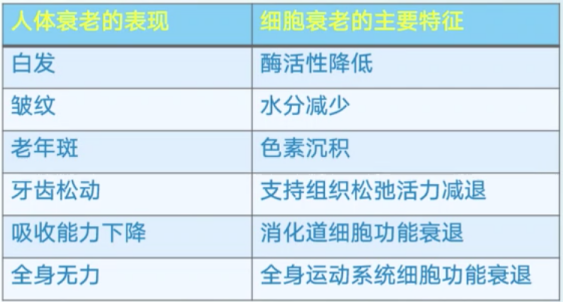 人体衰老的表现 细胞衰老的主要特征
白发 酶活性降低
皱纹 水分减少
老年斑 色素沉积
牙齿松动 支持组织松弛活力减退
吸收能力下降 消化道细胞功能衰退
全身无力 全身运动系统细胞功能衰退